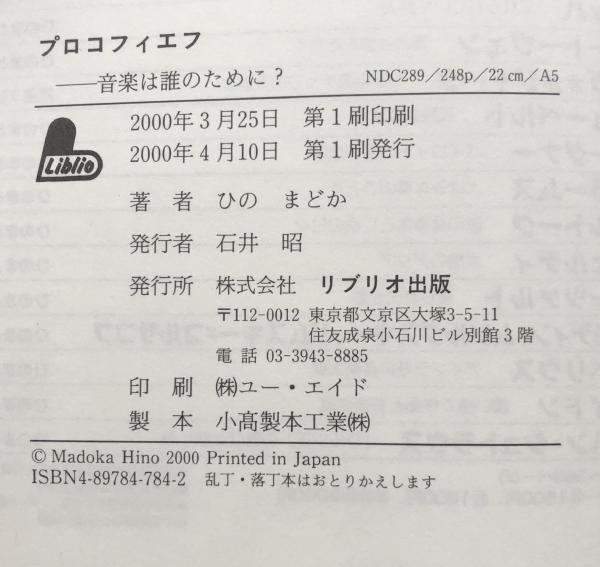 プロコフィエフ
――音楽は誰のために？ NDC289／248p／22㎝／A5
2000年3月25日 第1刷印刷
2000年4月10日 第1刷発行
Liblio
著 者 ひの まどか
発行者 石井 昭
発行所 株式会社 リブリオ出版
〒112-0012 東京都文京区大塚3-5-11
住友成泉小石川ビル別館3階
電話 03-3943-8885
印 刷 ㈱ユー・エイド
製 本 小髙製本工業㈱
© Madoka Hino 2000 Printed in Japan
ISBN4-89784-784-2 乱丁・落丁本はおとりかえします